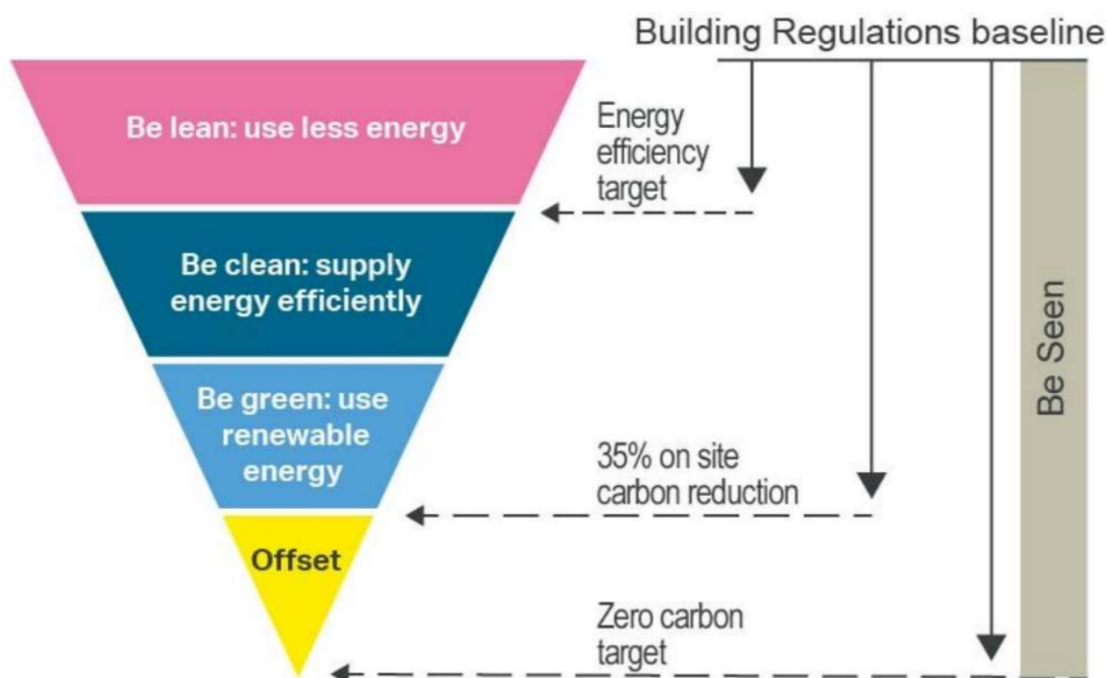 Building Regulations baseline
Be lean: use less energy
Energy
efficiency
target
Be clean: supply
energy efficiently
Be Seen
Be green: use
renewable
energy
35% on site
carbon reduction
Offset
Zero carbon
target